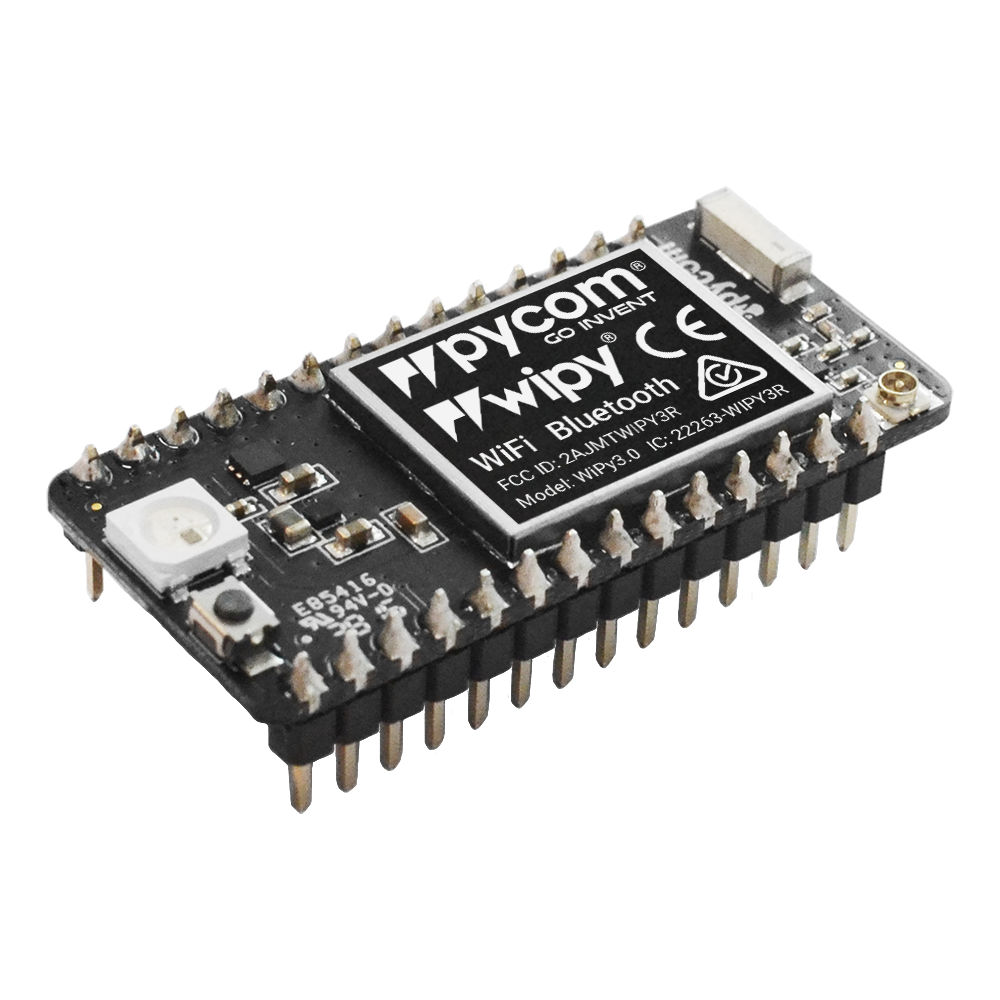 pycom®
GO INVENT
wipy® CE
WiFi Bluetooth
FCC ID: 2AJMTWIPY3R
Model: WiPy3.0 IC: 22263-WIPY3R
pycom
E85416
94V-0